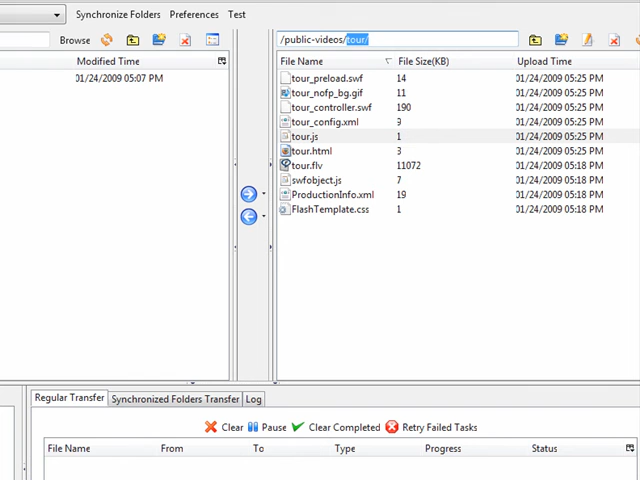 Synchronize Folders Preferences Test
Browse /public-videos/tour/
Modified Time File Name File Size(KB) Upload Time
01/24/2009 05:07 PM tour_preload.swf 14 01/24/2009 05:25 PM
tour_nofp_bg.gif 11 01/24/2009 05:25 PM
tour_controller.swf 190 01/24/2009 05:25 PM
tour_config.xml 9 01/24/2009 05:25 PM
tour.js 1 01/24/2009 05:25 PM
tour.html 3 01/24/2009 05:25 PM
tour.flv 11072 01/24/2009 05:18 PM
swfobject.js 7 01/24/2009 05:18 PM
ProductionInfo.xml 19 01/24/2009 05:18 PM
FlashTemplate.css 1 01/24/2009 05:18 PM
Regular Transfer Synchronized Folders Transfer Log
Clear Pause Clear Completed Retry Failed Tasks
File Name From To Type Progress Status